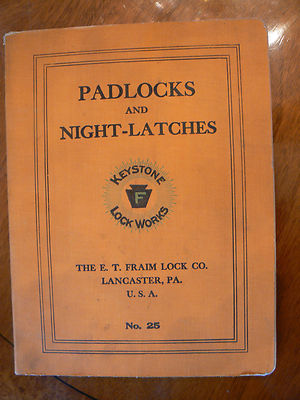 PADLOCKS
AND
NIGHT-LATCHES
KEYSTONE
F
LOCK WORKS
THE E. T. FRAIM LOCK CO.
LANCASTER, PA.
U. S. A.
No. 25